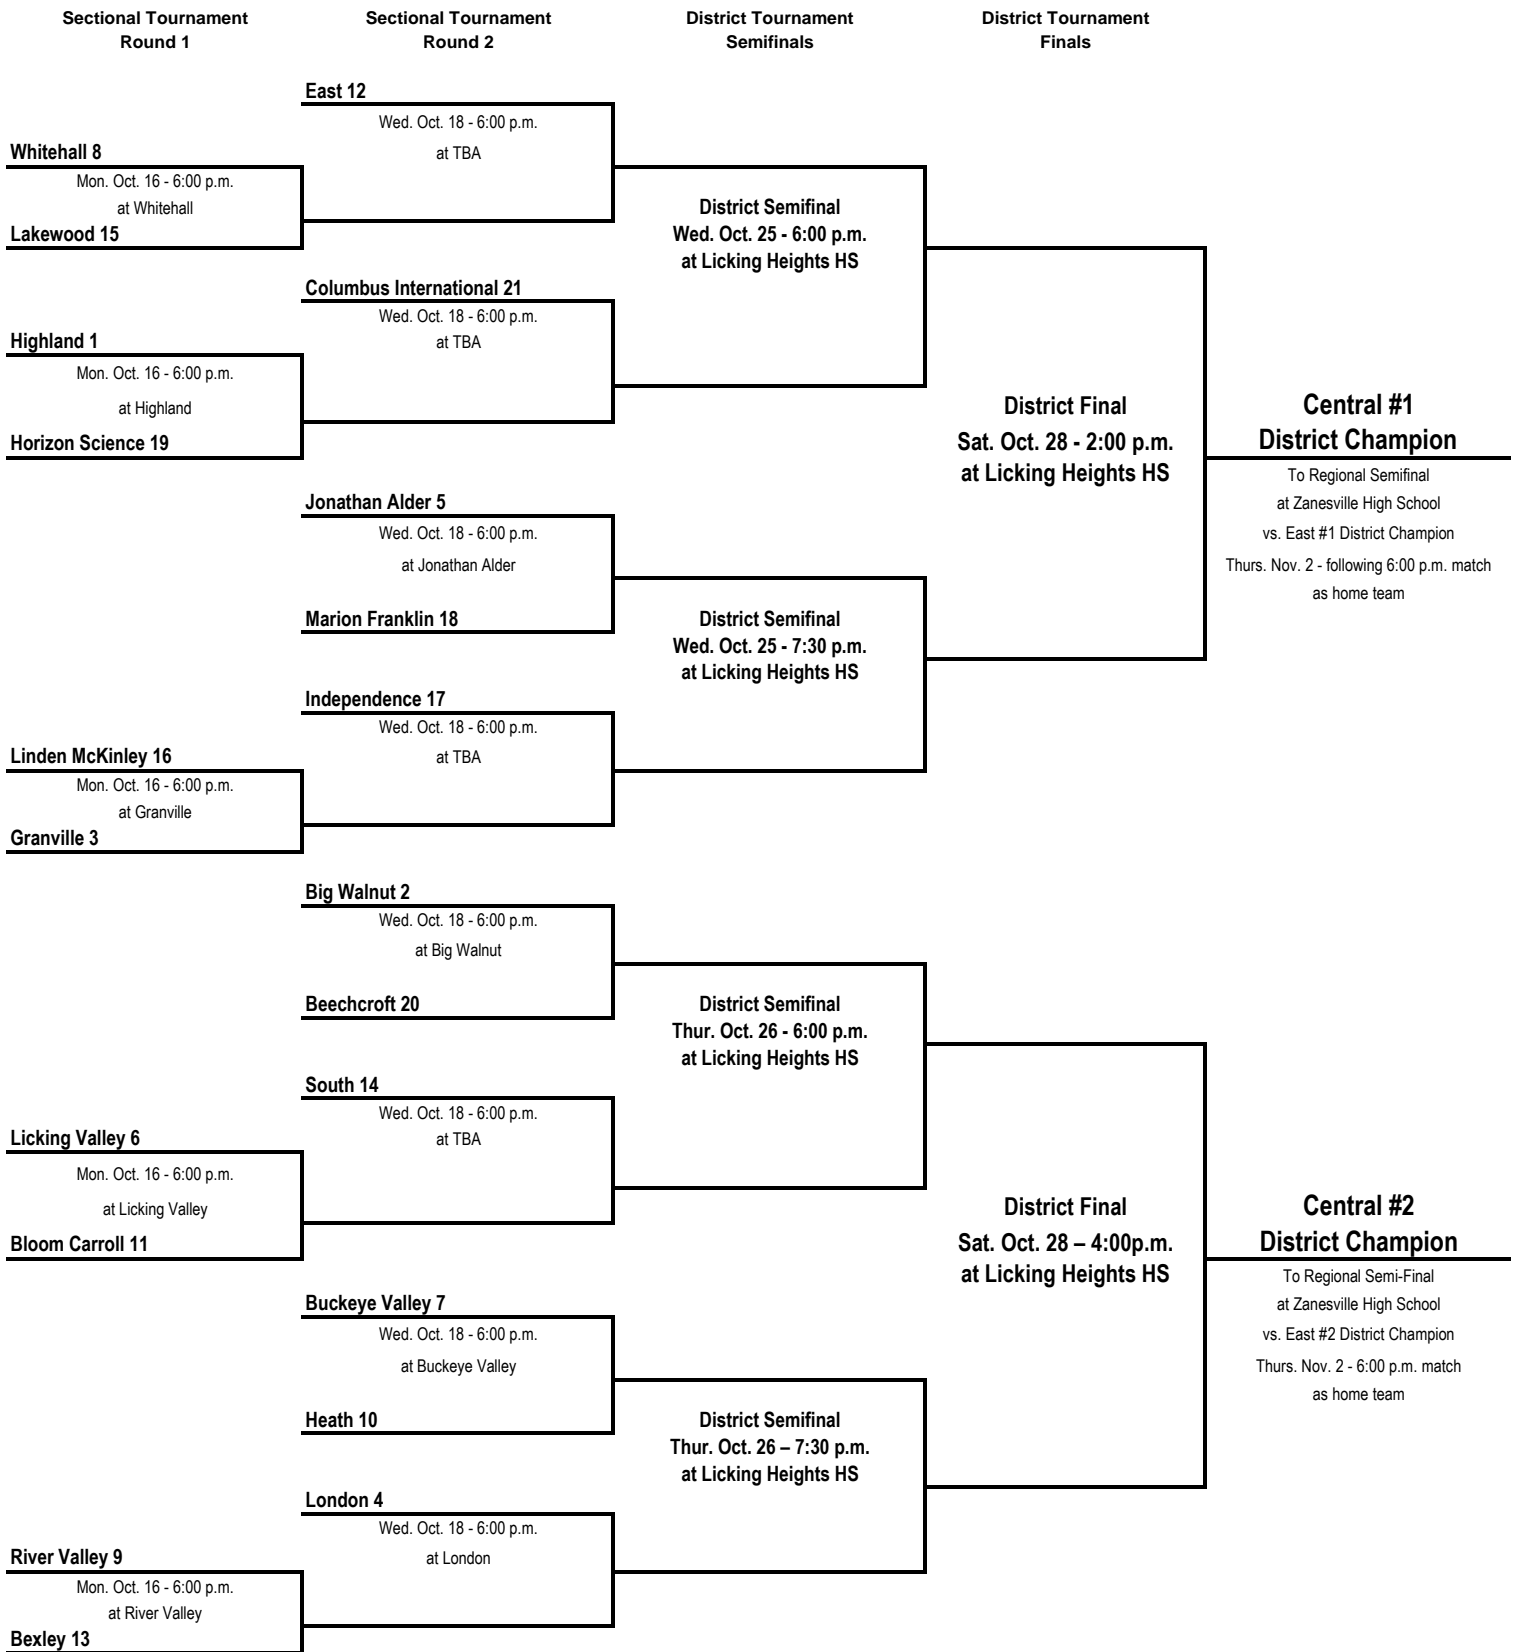 Sectional Tournament
Round 1
Sectional Tournament
Round 2
District Tournament
Semifinals
District Tournament
Finals
East 12
Wed. Oct. 18 - 6:00 p.m.
at TBA
Whitehall 8
Mon. Oct. 16 - 6:00 p.m.
at Whitehall
Lakewood 15
District Semifinal
Wed. Oct. 25 - 6:00 p.m.
at Licking Heights HS
Columbus International 21
Wed. Oct. 18 - 6:00 p.m.
at TBA
Highland 1
Mon. Oct. 16 - 6:00 p.m.
at Highland
Horizon Science 19
District Final
Sat. Oct. 28 - 2:00 p.m.
at Licking Heights HS
Central #1
District Champion
To Regional Semifinal
at Zanesville High School
vs. East #1 District Champion
Thurs. Nov. 2 - following 6:00 p.m. match
as home team
Jonathan Alder 5
Wed. Oct. 18 - 6:00 p.m.
at Jonathan Alder
Marion Franklin 18
District Semifinal
Wed. Oct. 25 - 7:30 p.m.
at Licking Heights HS
Independence 17
Wed. Oct. 18 - 6:00 p.m.
at TBA
Linden McKinley 16
Mon. Oct. 16 - 6:00 p.m.
at Granville
Granville 3
Big Walnut 2
Wed. Oct. 18 - 6:00 p.m.
at Big Walnut
Beechcroft 20
District Semifinal
Thur. Oct. 26 - 6:00 p.m.
at Licking Heights HS
South 14
Wed. Oct. 18 - 6:00 p.m.
at TBA
Licking Valley 6
Mon. Oct. 16 - 6:00 p.m.
at Licking Valley
Bloom Carroll 11
District Final
Sat. Oct. 28 – 4:00p.m.
at Licking Heights HS
Central #2
District Champion
To Regional Semi-Final
at Zanesville High School
vs. East #2 District Champion
Thurs. Nov. 2 - 6:00 p.m. match
as home team
Buckeye Valley 7
Wed. Oct. 18 - 6:00 p.m.
at Buckeye Valley
Heath 10
District Semifinal
Thur. Oct. 26 – 7:30 p.m.
at Licking Heights HS
London 4
Wed. Oct. 18 - 6:00 p.m.
at London
River Valley 9
Mon. Oct. 16 - 6:00 p.m.
at River Valley
Bexley 13